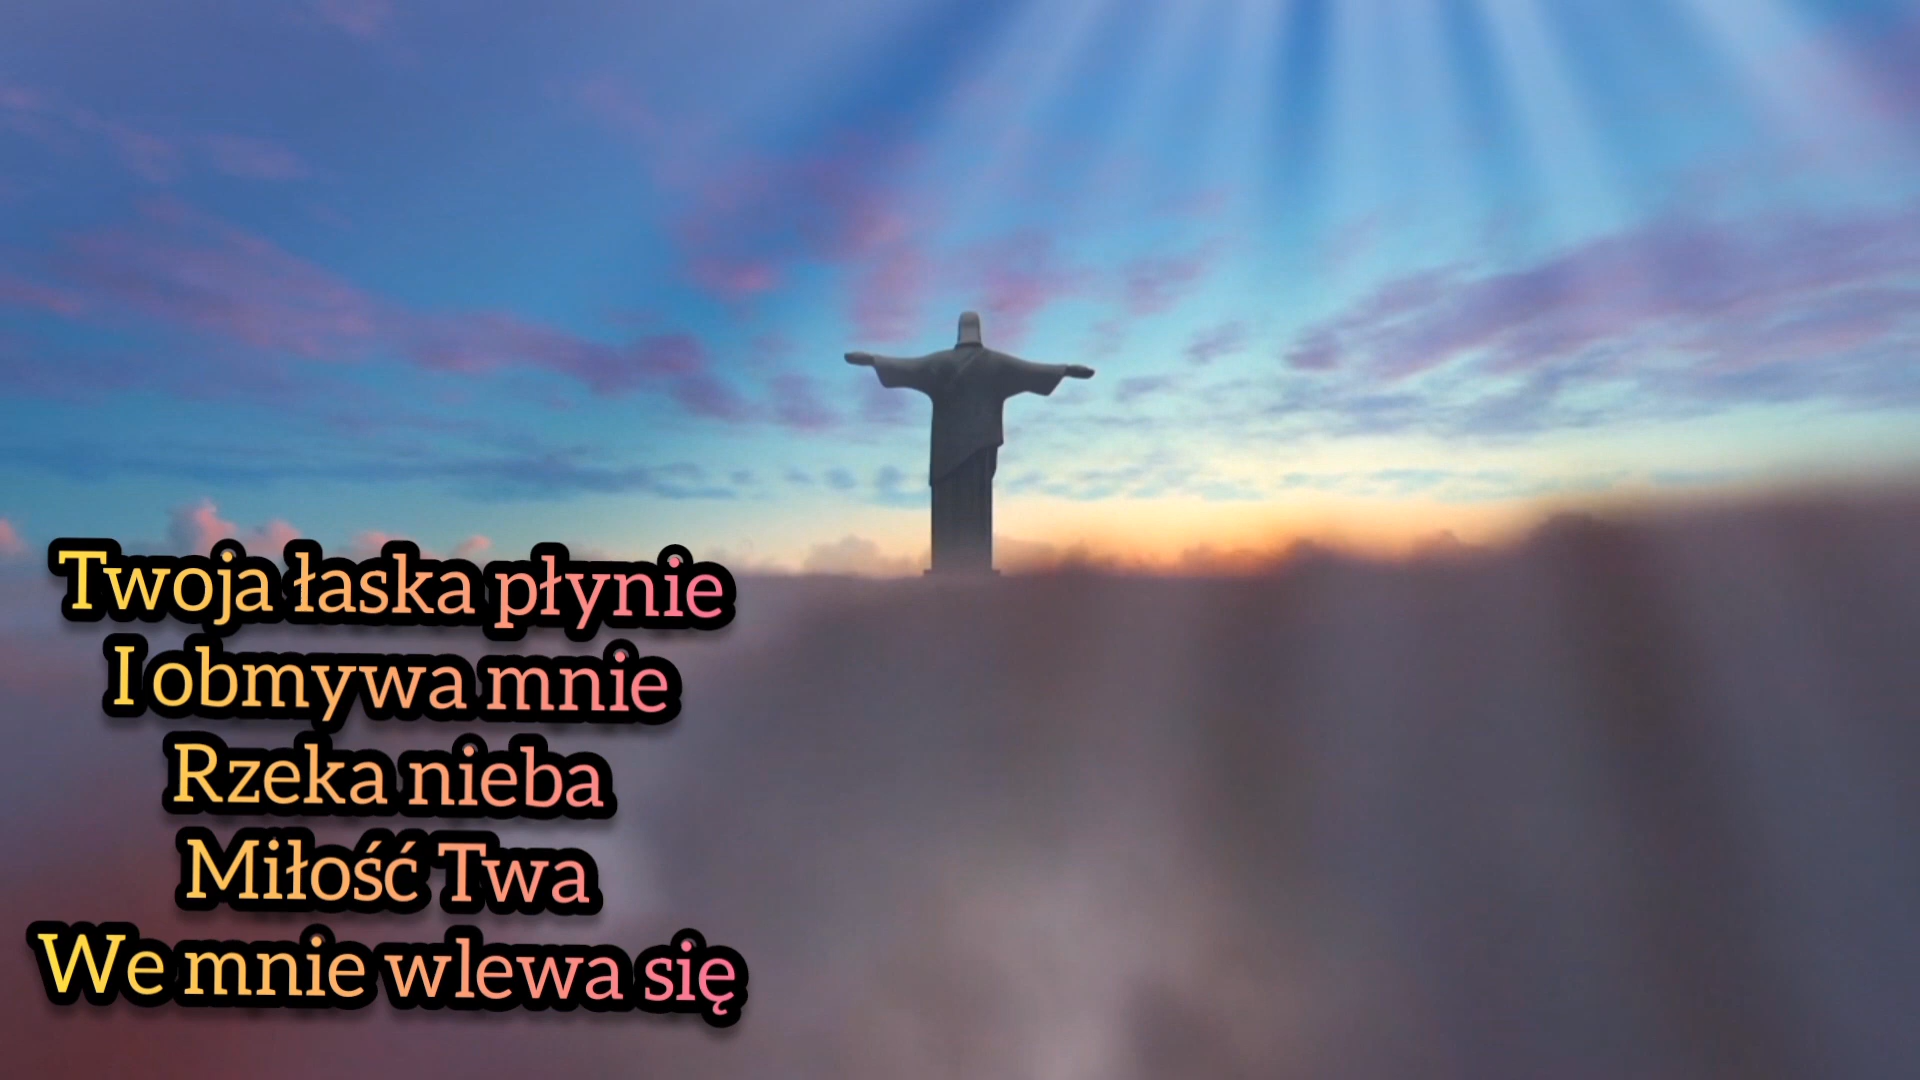 Twoja łaska płynie
I obmywa mnie
Rzeka nieba
Miłość Twa
We mnie wlewa się